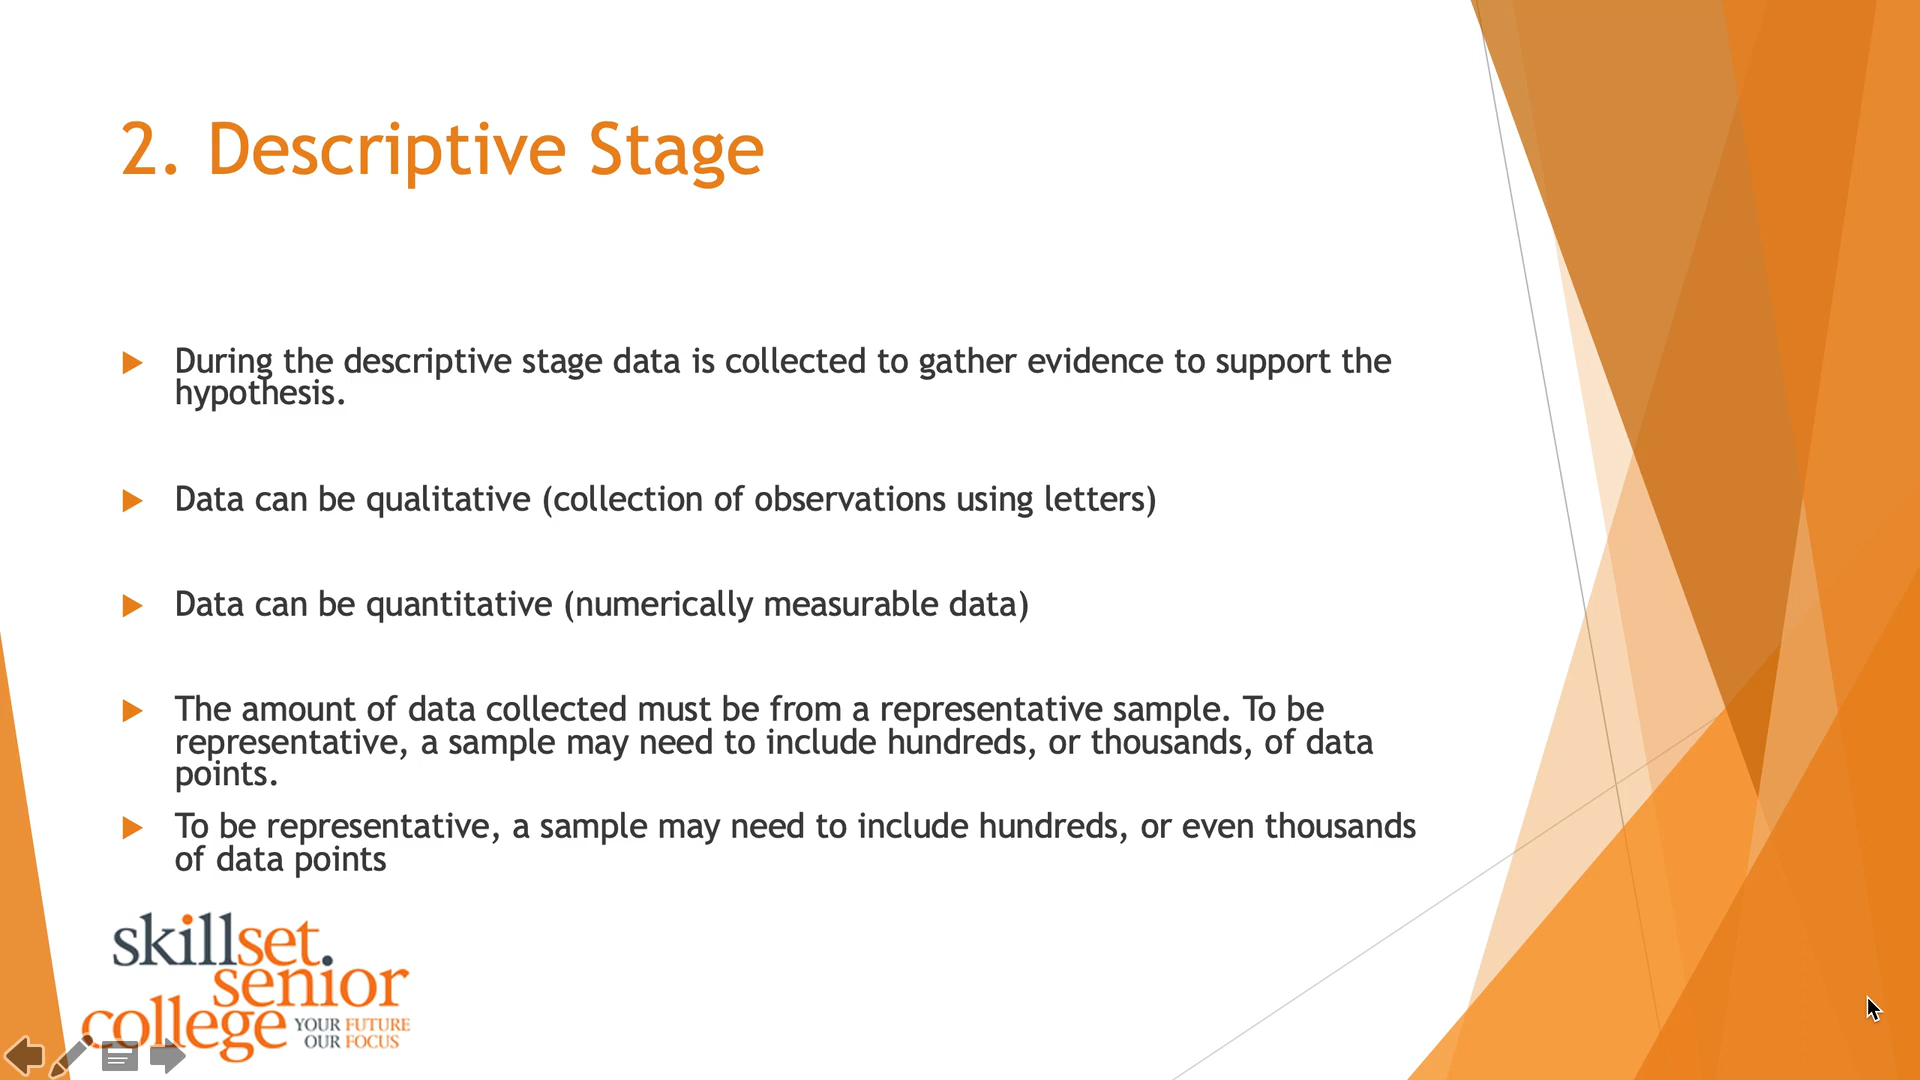 2. Descriptive Stage
During the descriptive stage data is collected to gather evidence to support the
hypothesis.
Data can be qualitative (collection of observations using letters)
Data can be quantitative (numerically measurable data)
The amount of data collected must be from a representative sample. To be
representative, a sample may need to include hundreds, or thousands, of data
points.
To be representative, a sample may need to include hundreds, or even thousands
of data points
skillset.
senior
college YOUR FUTURE
OUR FOCUS